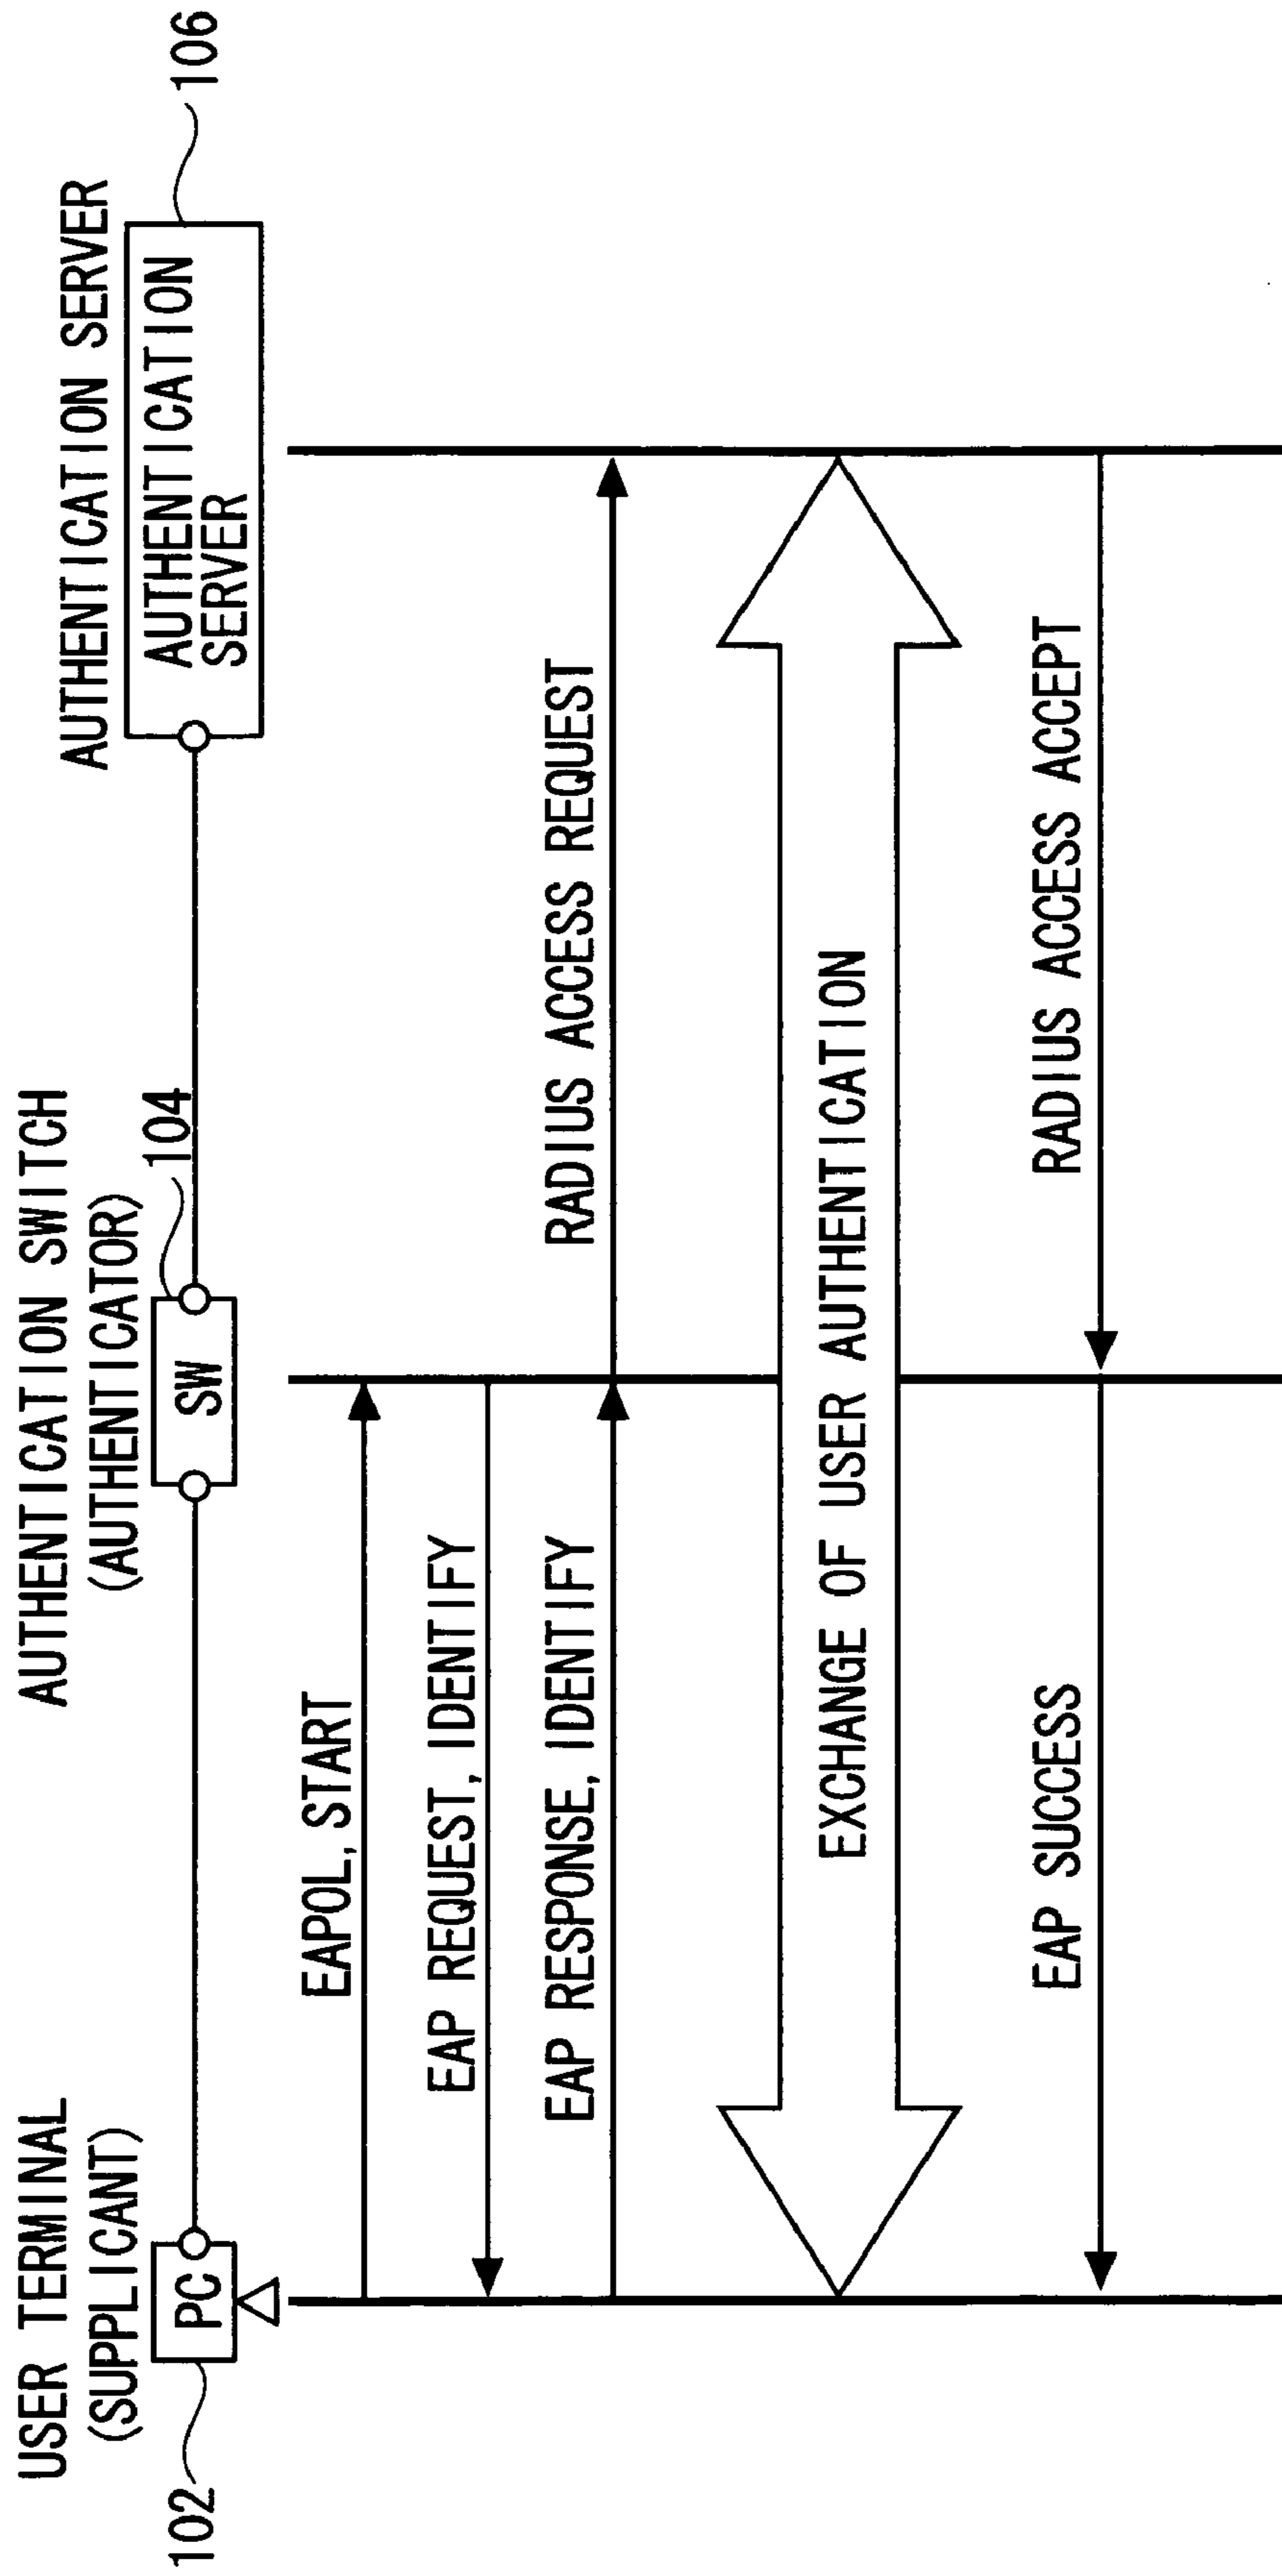 USER TERMINAL
(SUPPLICANT)
AUTHENTICATION SWITCH
(AUTHENTICATOR)
AUTHENTICATION SERVER
102
PC
104
SW
106
AUTHENTICATION
SERVER
EAPOL, START
EAP REQUEST, IDENTIFY
EAP RESPONSE, IDENTIFY
RADIUS ACCESS REQUEST
EXCHANGE OF USER AUTHENTICATION
EAP SUCCESS
RADIUS ACCESS ACCEPT